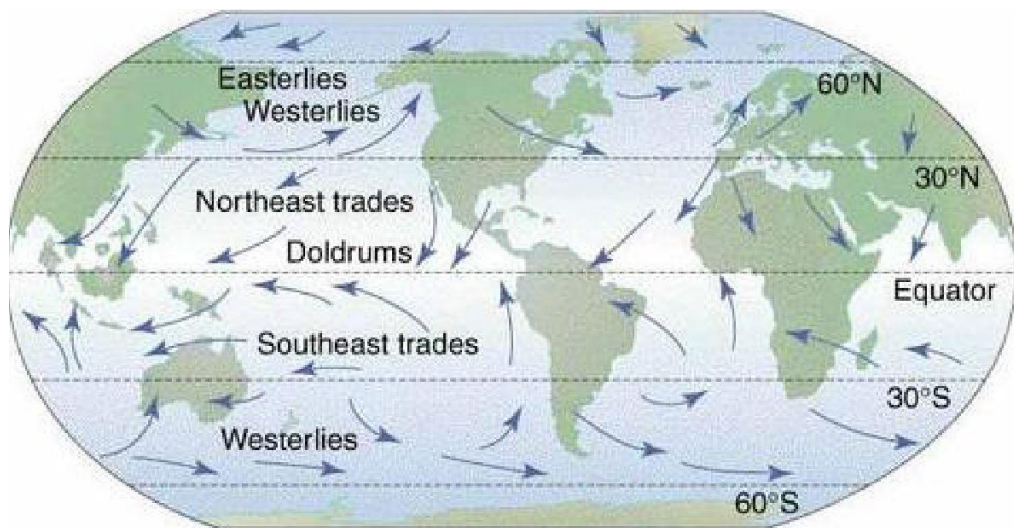 Easterlies
Westerlies
60°N
30°N
Northeast trades
Doldrums
Equator
Southeast trades
30°S
Westerlies
60°S